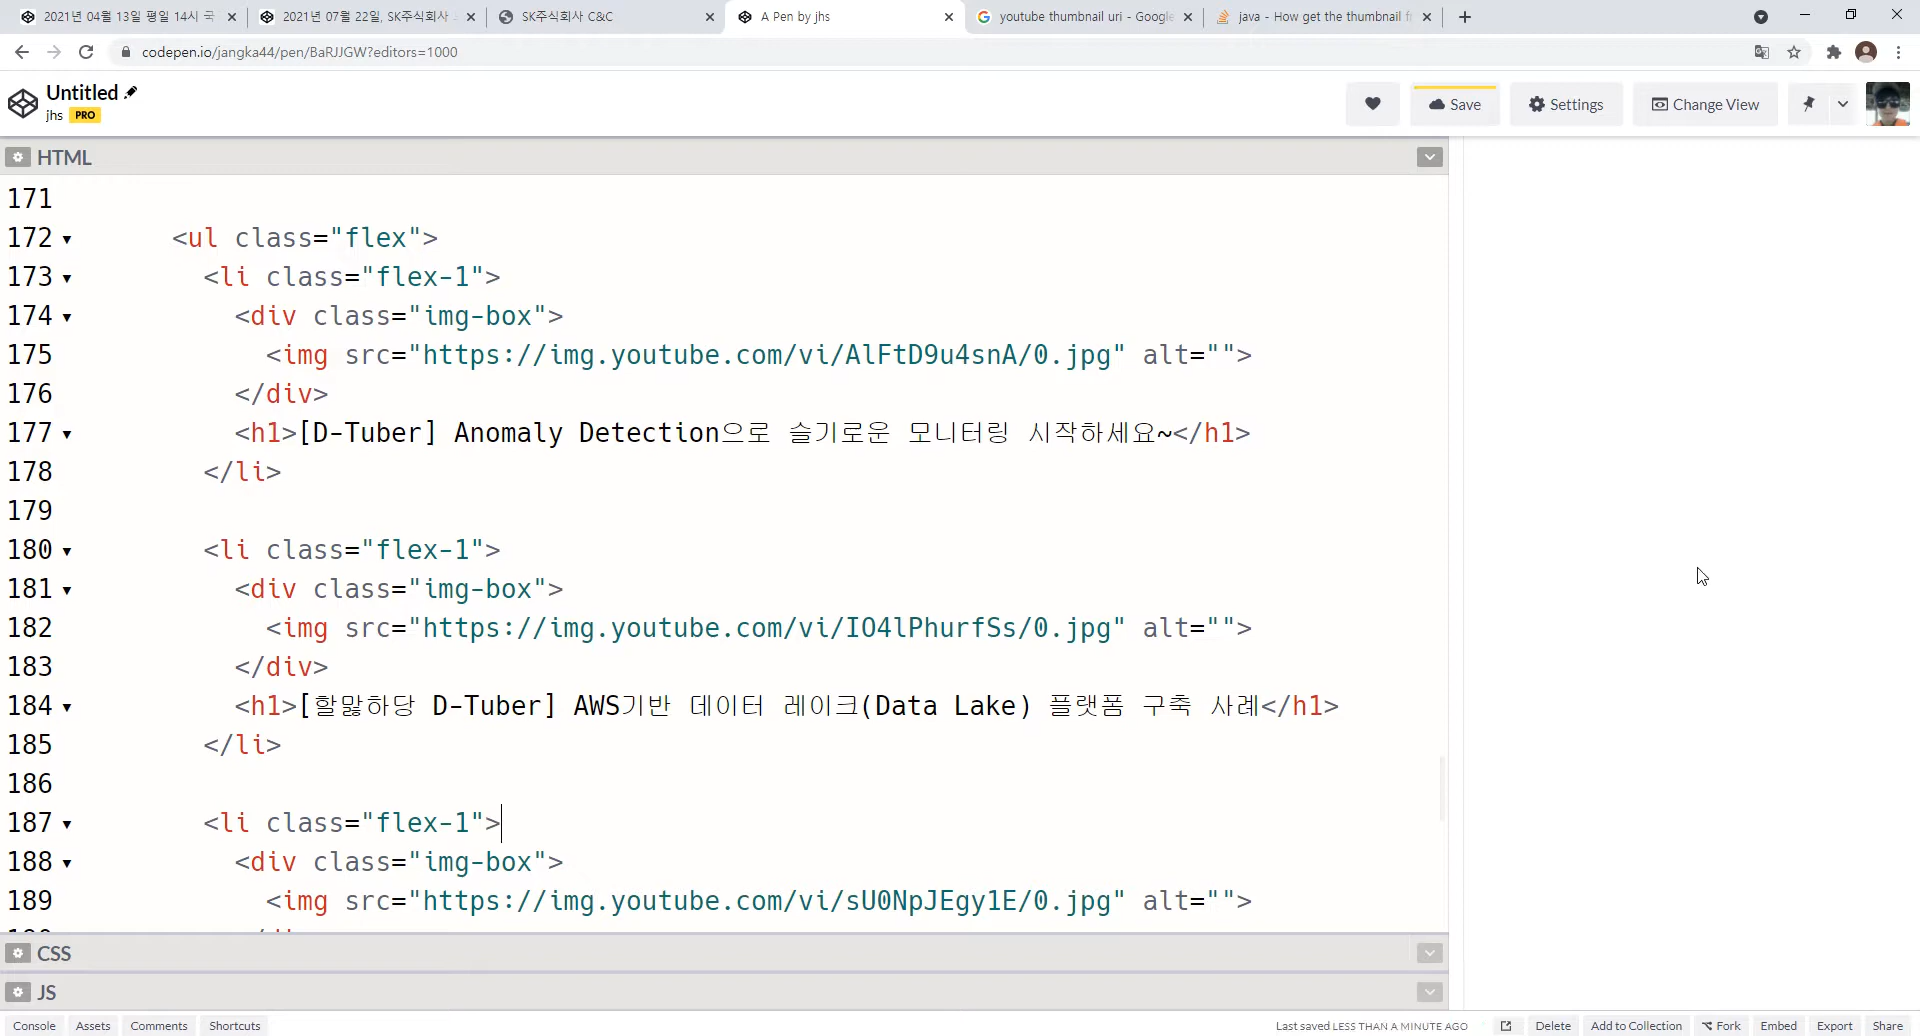 2021년 04월 13일 평일 14시 국
2021년 07월 22일, SK주식회사
SK주식회사 C&C
A Pen by jhs
youtube thumbnail uri - Google
java - How get the thumbnail f
codepen.io/jangka44/pen/BaRJJGW?editors=1000
Untitled
jhs PRO
Save
Settings
Change View
HTML
171
172 <ul class="flex">
173 <li class="flex-1">
174 <div class="img-box">
175 <img src="https://img.youtube.com/vi/AlFtD9u4snA/0.jpg" alt="">
176 </div>
177 <h1>[D-Tuber] Anomaly Detection으로 슬기로운 모니터링 시작하세요~</h1>
178 </li>
179
180 <li class="flex-1">
181 <div class="img-box">
182 <img src="https://img.youtube.com/vi/IO4lPhurfSs/0.jpg" alt="">
183 </div>
184 <h1>[할많하당 D-Tuber] AWS기반 데이터 레이크(Data Lake) 플랫폼 구축 사례</h1>
185 </li>
186
187 <li class="flex-1">
188 <div class="img-box">
189 <img src="https://img.youtube.com/vi/sU0NpJEgy1E/0.jpg" alt="">
CSS
JS
Console Assets Comments Shortcuts
Last saved LESS THAN A MINUTE AGO
Delete Add to Collection Fork Embed Export Share